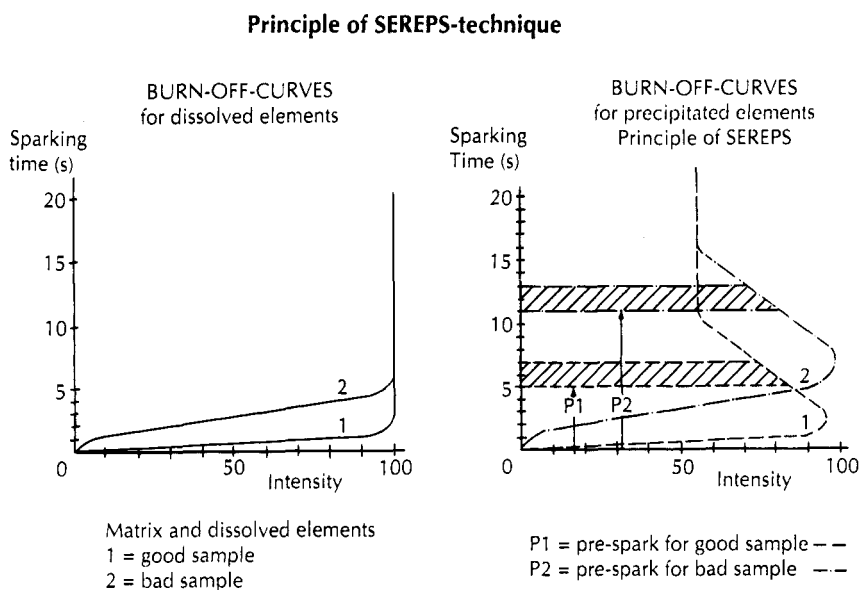 Principle of SEREPS-technique
BURN-OFF-CURVES
for dissolved elements
Sparking
time (s)
20
15
10
5
0
50
100
Intensity
2
1
Matrix and dissolved elements
1 = good sample
2 = bad sample
BURN-OFF-CURVES
for precipitated elements
Principle of SEREPS
Sparking
Time (s)
20
15
10
5
0
50
100
Intensity
P1
P2
2
1
P1 = pre-spark for good sample – –
P2 = pre-spark for bad sample –·–